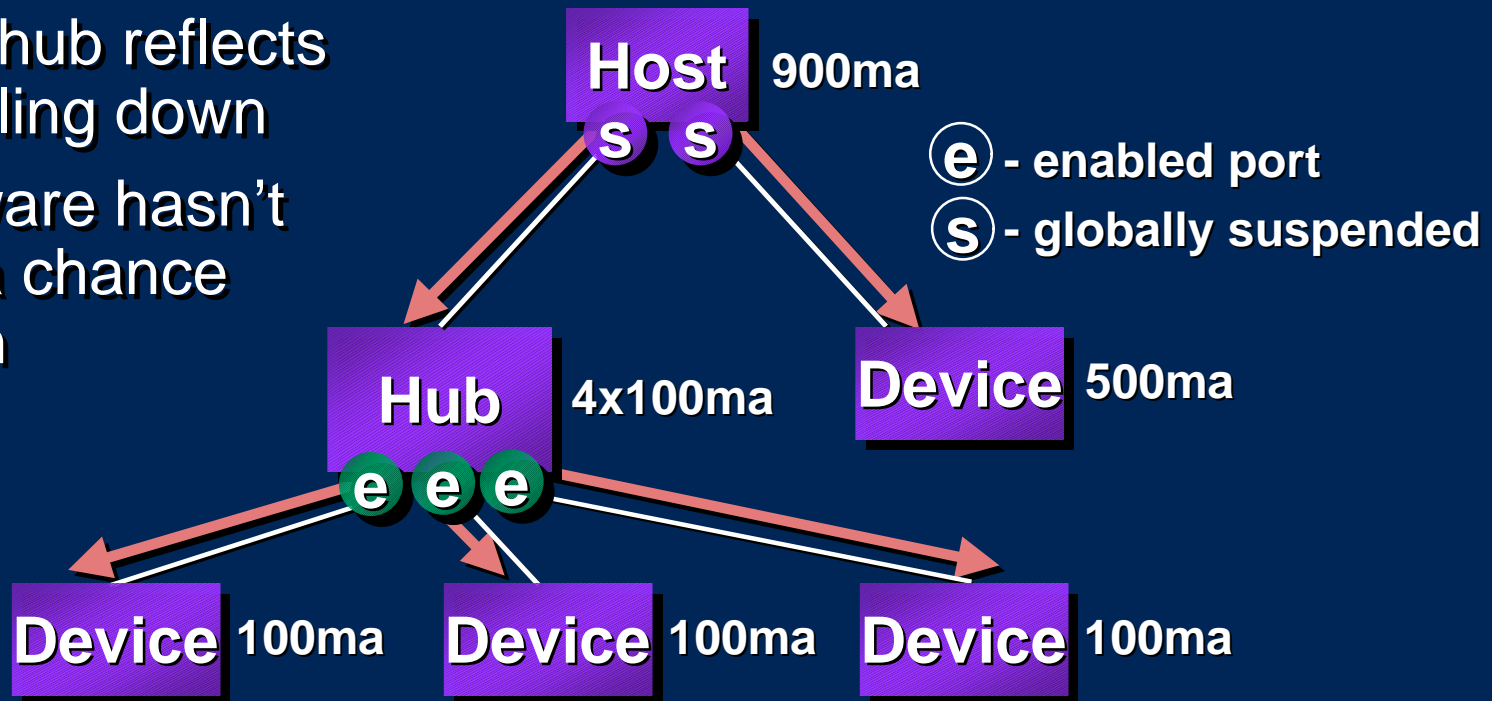 hub reflects
ling down
are hasn't
chance
Host 900ma
s s
e - enabled port
s - globally suspended
Hub 4x100ma
Device 500ma
e e e
Device 100ma
Device 100ma
Device 100ma